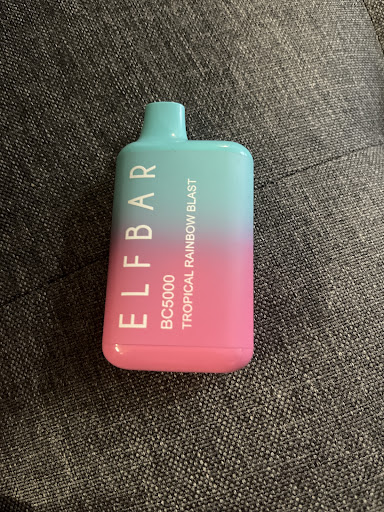 ELFBAR
BC5000
TROPICAL RAINBOW BLAST